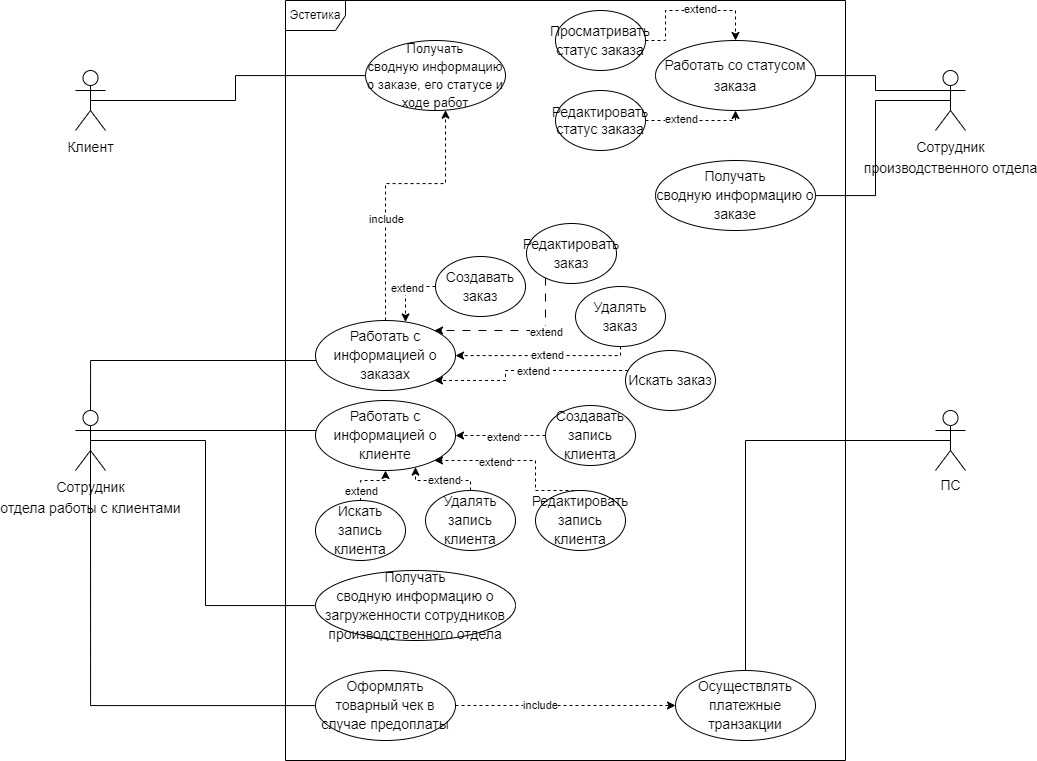 Эстетика
Получать
сводную информацию
о заказе, его статусе и
ходе работ
Просматривать
статус заказа
extend
Работать со статусом
заказа
Редактировать
статус заказа
extend
Клиент
Сотрудник
производственного отдела
Получать
сводную информацию о
заказе
include
Редактировать
заказ
Создавать
заказ
extend
Удалять
заказ
extend
Работать с
информацией о
заказах
extend
extend
Искать заказ
Работать с
информацией о
клиенте
extend
Создавать
запись
клиента
extend
extend
extend
Искать
запись
клиента
Удалять
запись
клиента
Редактировать
запись
клиента
Сотрудник
отдела работы с клиентами
ПС
Получать
сводную информацию о
загруженности сотрудников
производственного отдела
Оформлять
товарный чек в
случае предоплаты
include
Осуществлять
платежные
транзакции